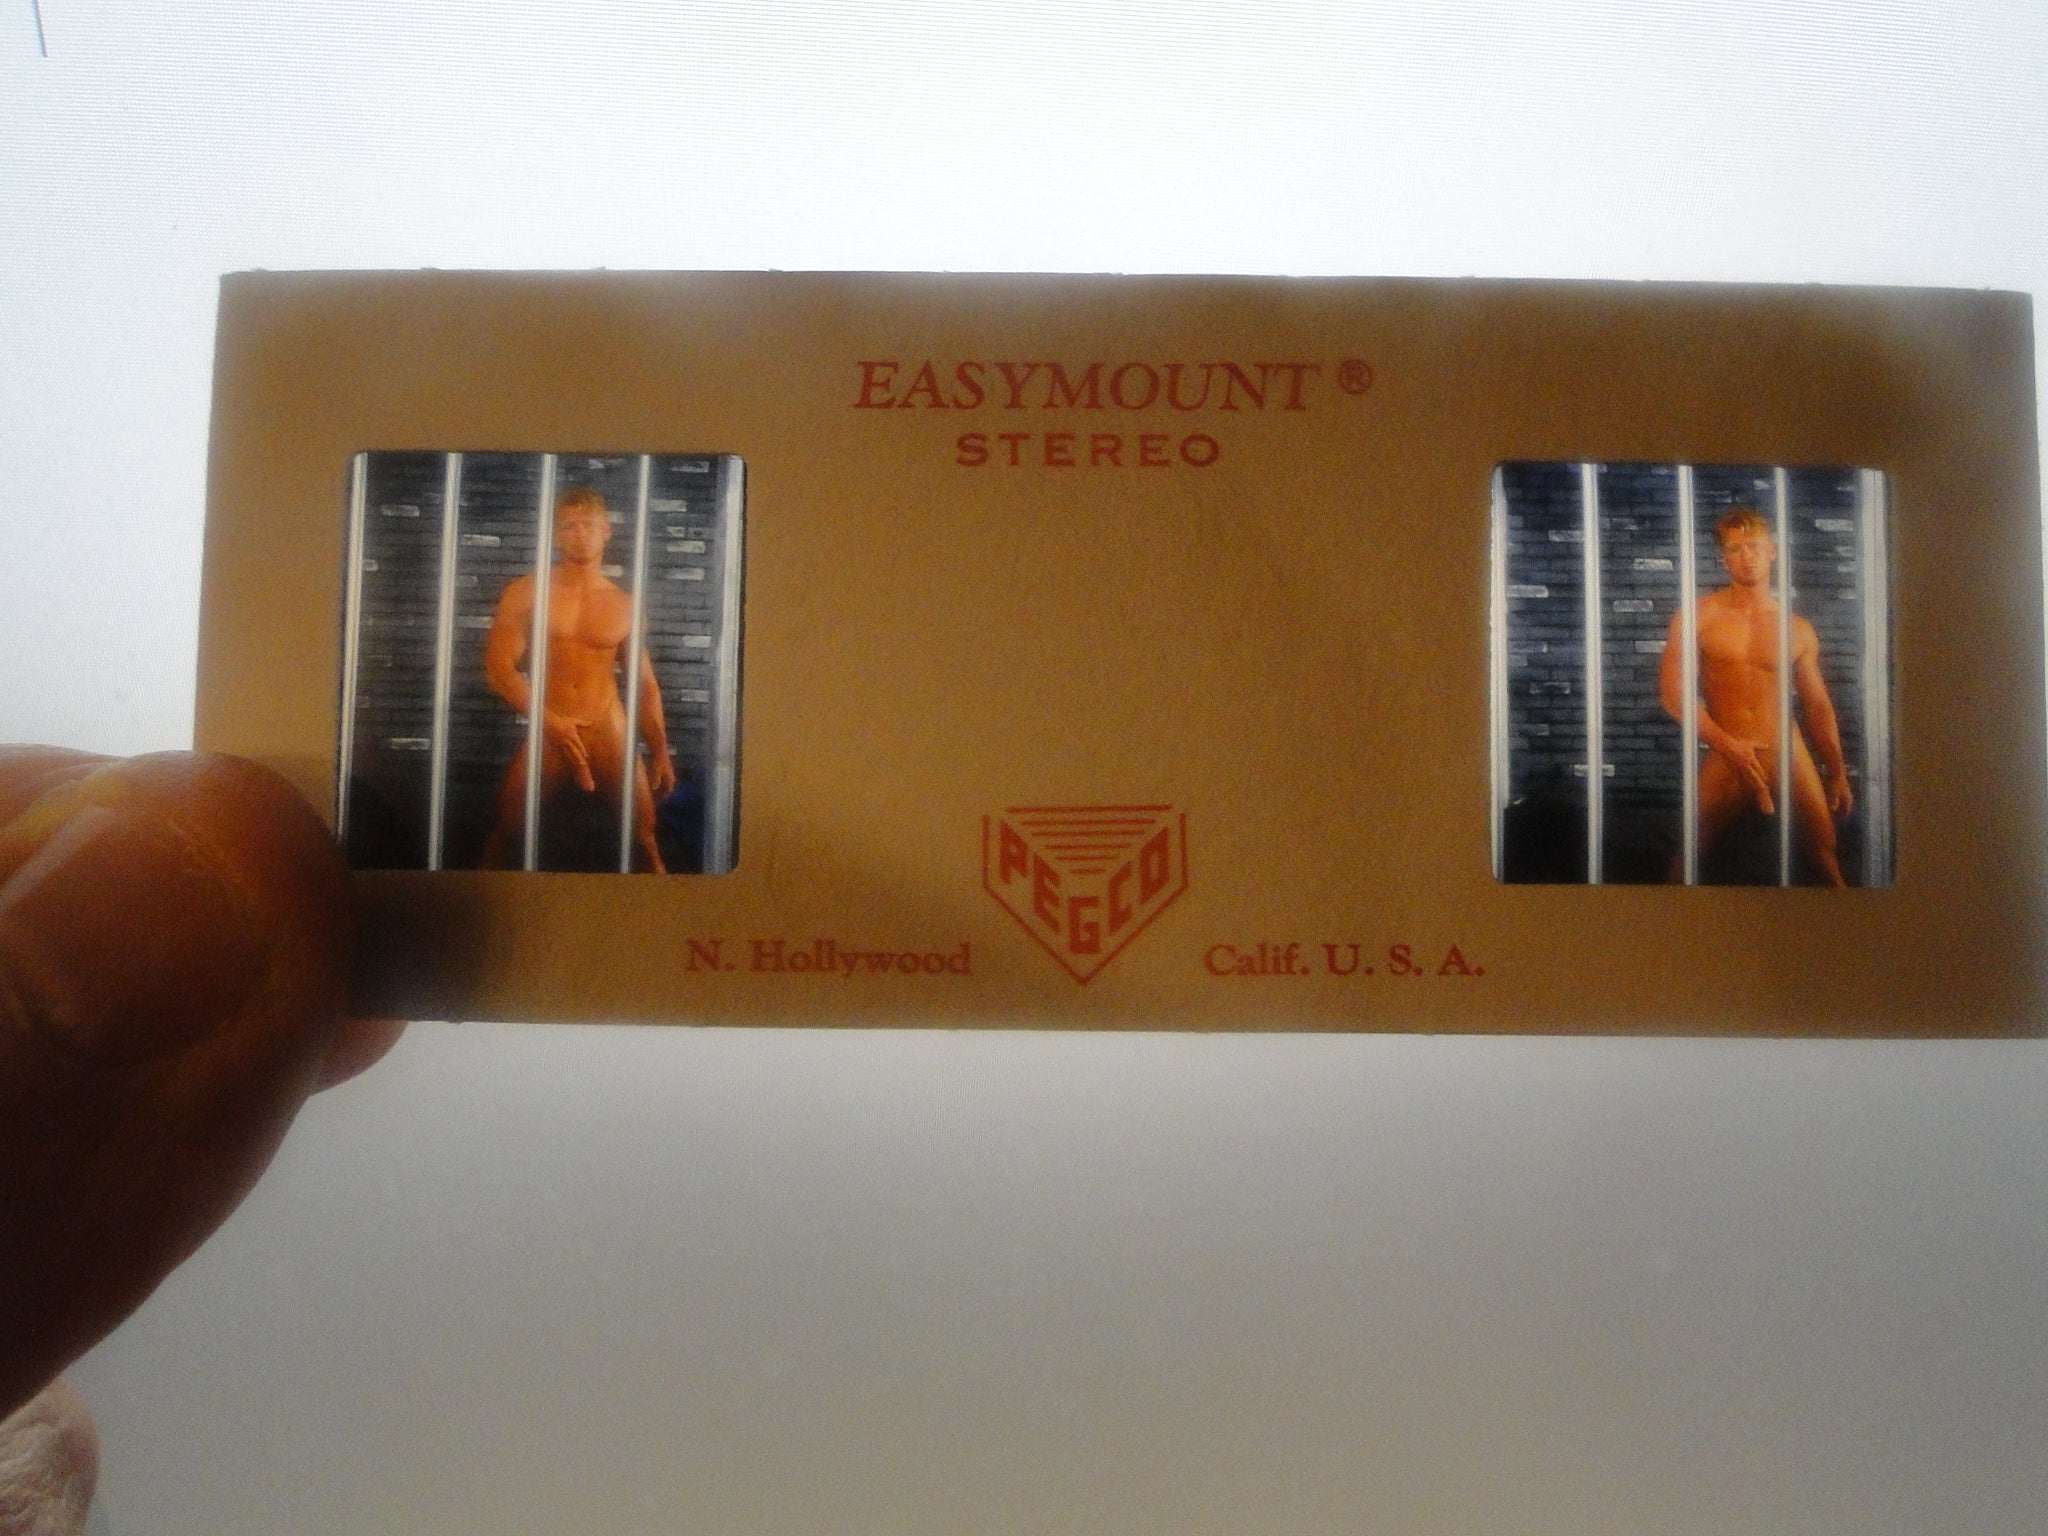 EASYMOUNT ®
STEREO
PEGCO
N. Hollywood Calif. U. S. A.